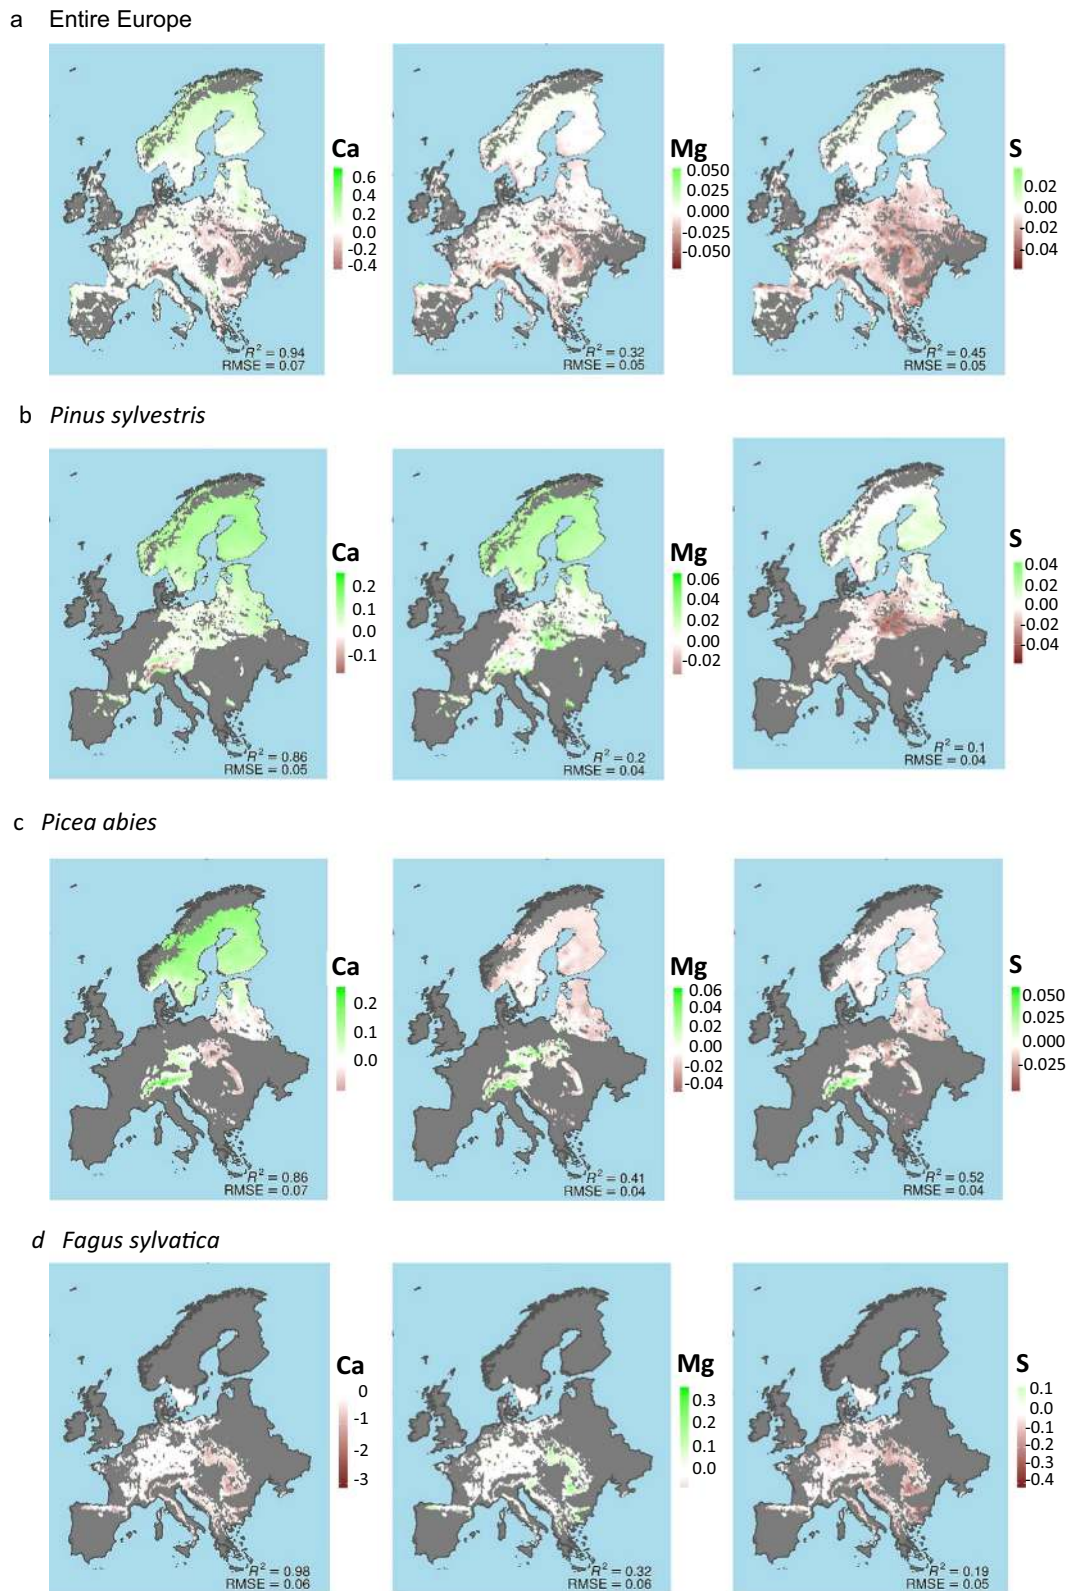 a Entire Europe
Ca
0.6
0.4
0.2
0.0
-0.2
-0.4
R² = 0.94
RMSE = 0.07
Mg
0.050
0.025
0.000
-0.025
-0.050
R² = 0.32
RMSE = 0.05
S
0.02
0.00
-0.02
-0.04
R² = 0.45
RMSE = 0.05
b Pinus sylvestris
Ca
0.2
0.1
0.0
-0.1
R² = 0.86
RMSE = 0.05
Mg
0.06
0.04
0.02
0.00
-0.02
R² = 0.2
RMSE = 0.04
S
0.04
0.02
0.00
-0.02
-0.04
R² = 0.1
RMSE = 0.04
c Picea abies
Ca
0.2
0.1
0.0
R² = 0.86
RMSE = 0.07
Mg
0.06
0.04
0.02
0.00
-0.02
-0.04
R² = 0.41
RMSE = 0.04
S
0.050
0.025
0.000
-0.025
R² = 0.52
RMSE = 0.04
d Fagus sylvatica
Ca
0
-1
-2
-3
R² = 0.98
RMSE = 0.06
Mg
0.3
0.2
0.1
0.0
R² = 0.32
RMSE = 0.06
S
0.1
0.0
-0.1
-0.2
-0.3
-0.4
R² = 0.19
RMSE = 0.05